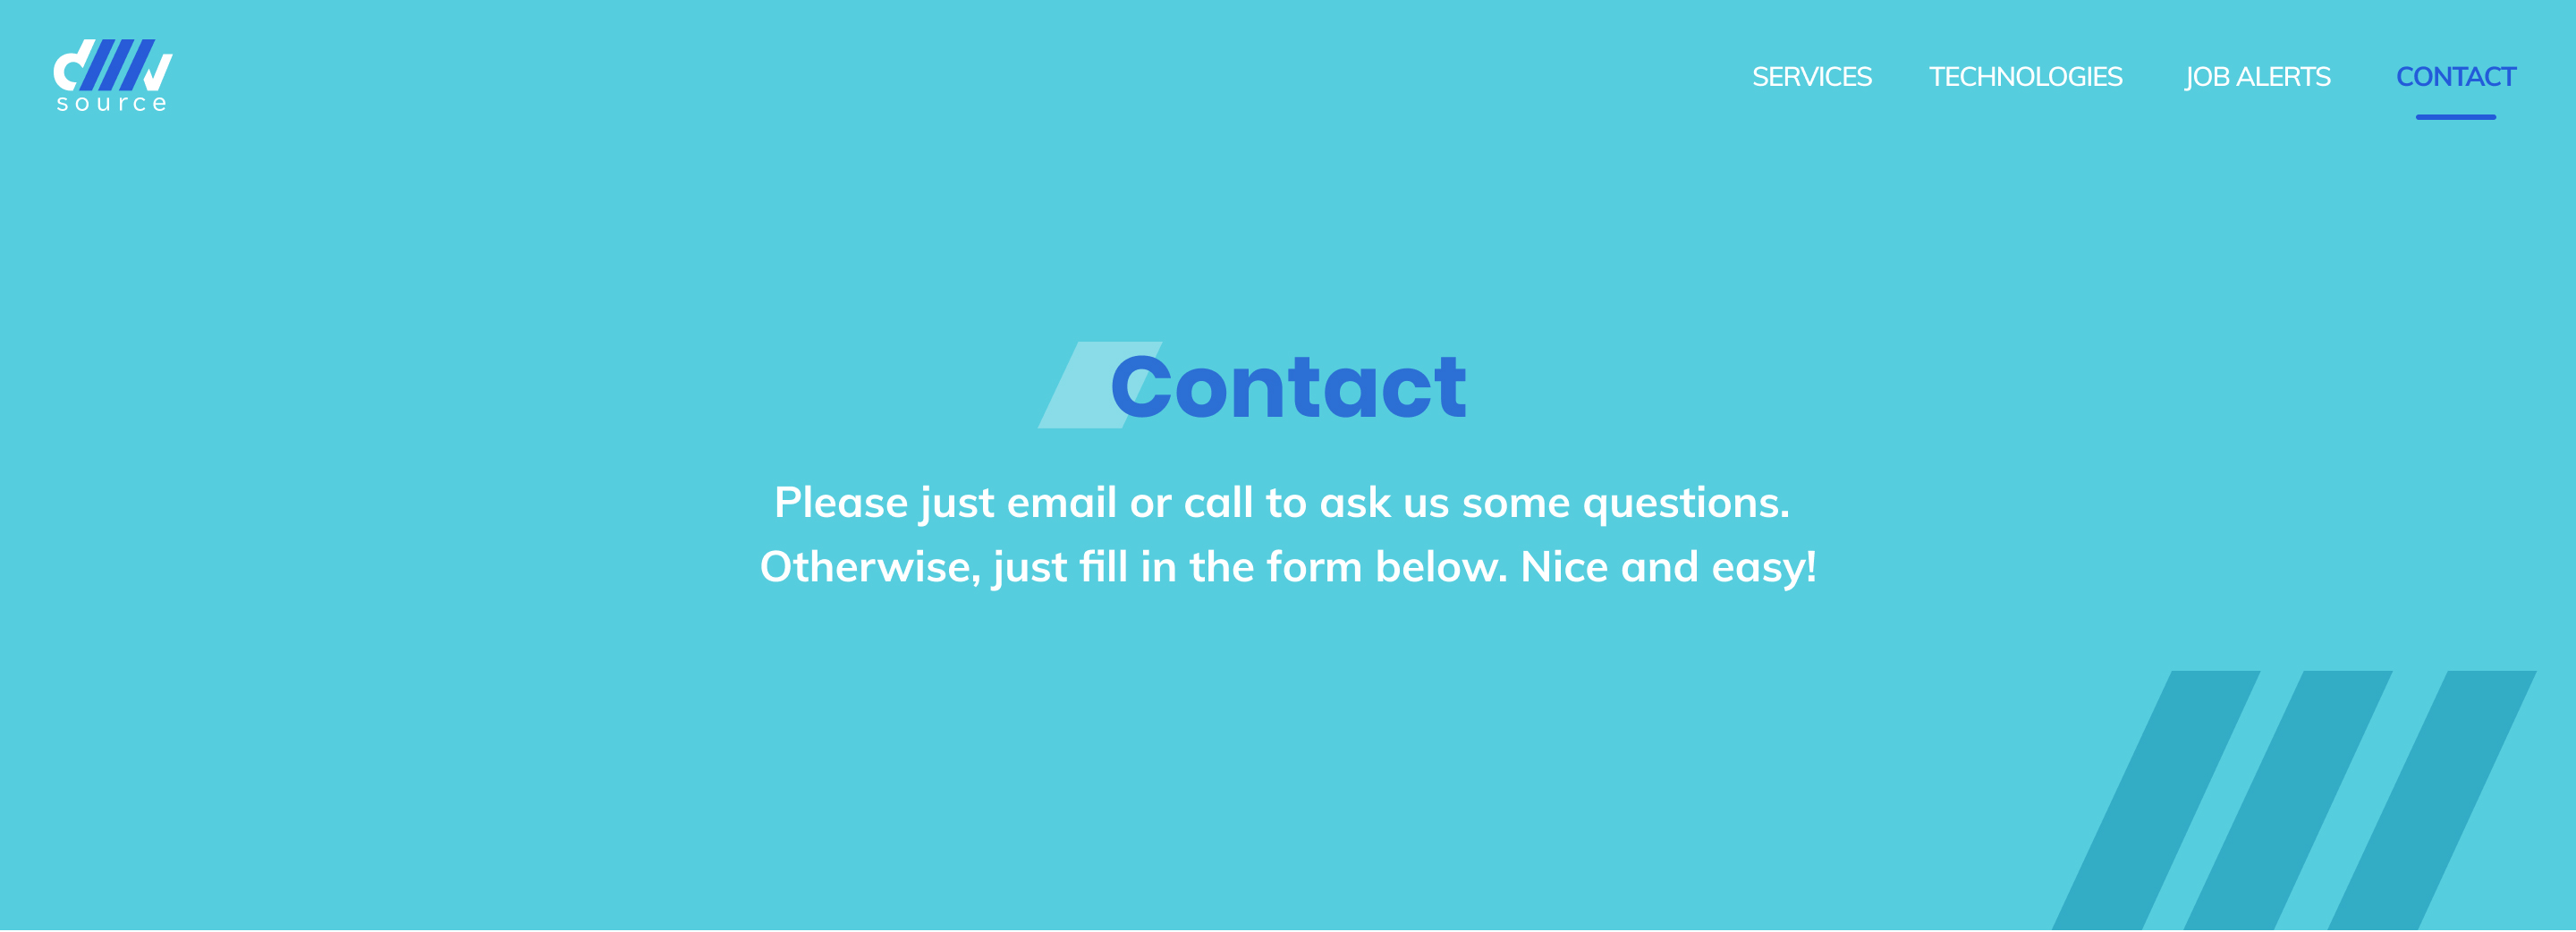 dev
source
SERVICES TECHNOLOGIES JOB ALERTS CONTACT
Contact
Please just email or call to ask us some questions.
Otherwise, just fill in the form below. Nice and easy!